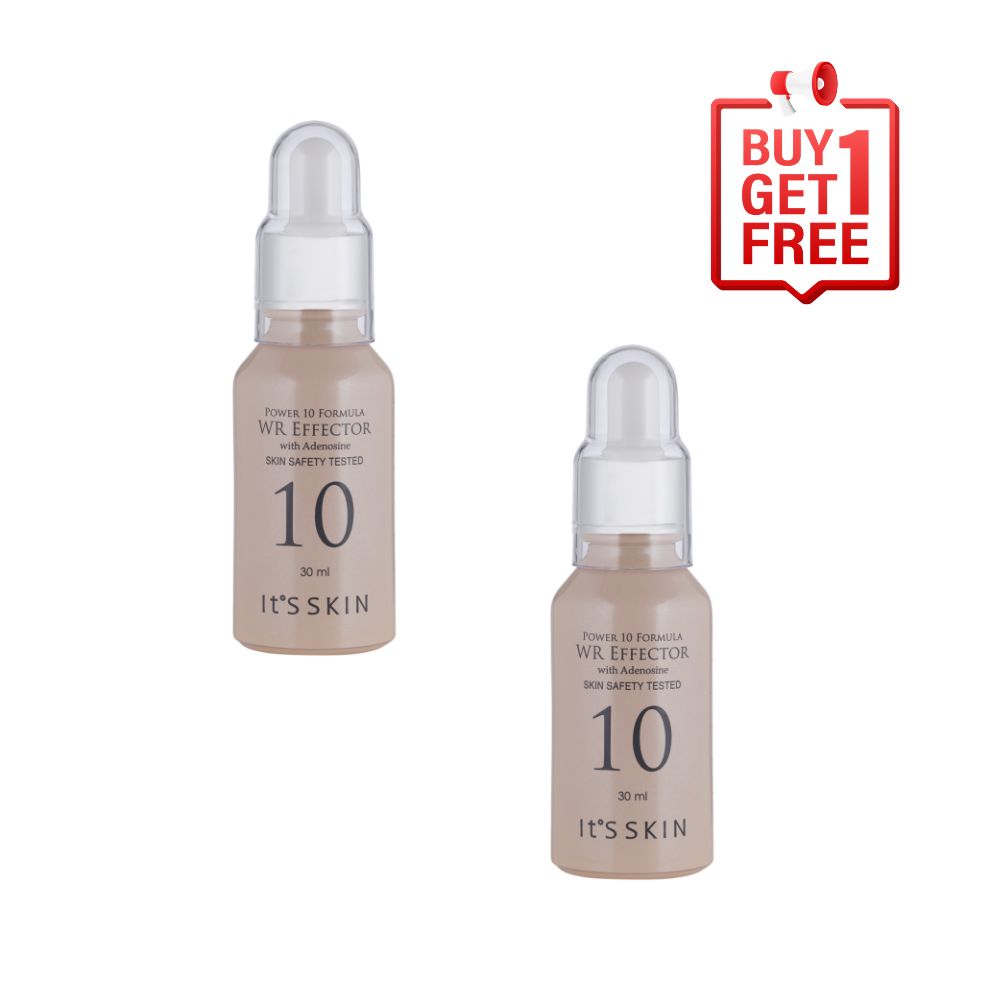 BUY 1
GET
FREE
POWER 10 FORMULA
WR EFFECTOR
with Adenosine
SKIN SAFETY TESTED
10
30 ml
It°S SKIN
POWER 10 FORMULA
WR EFFECTOR
with Adenosine
SKIN SAFETY TESTED
10
30 ml
It°S SKIN